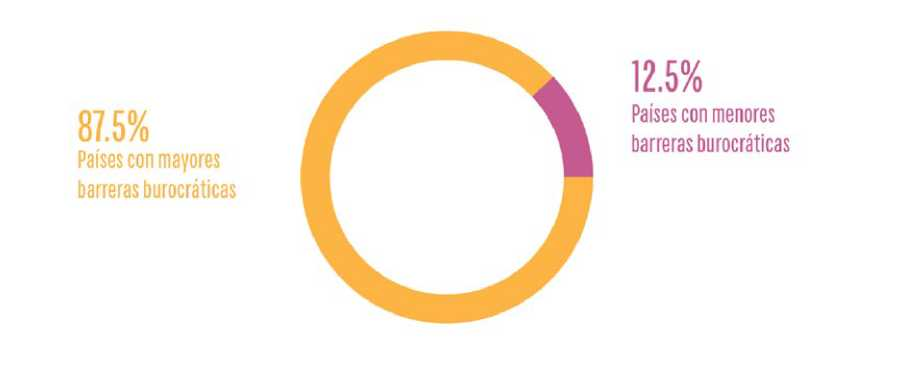 87.5%
Países con mayores
barreras burocráticas
12.5%
Países con menores
barreras burocráticas